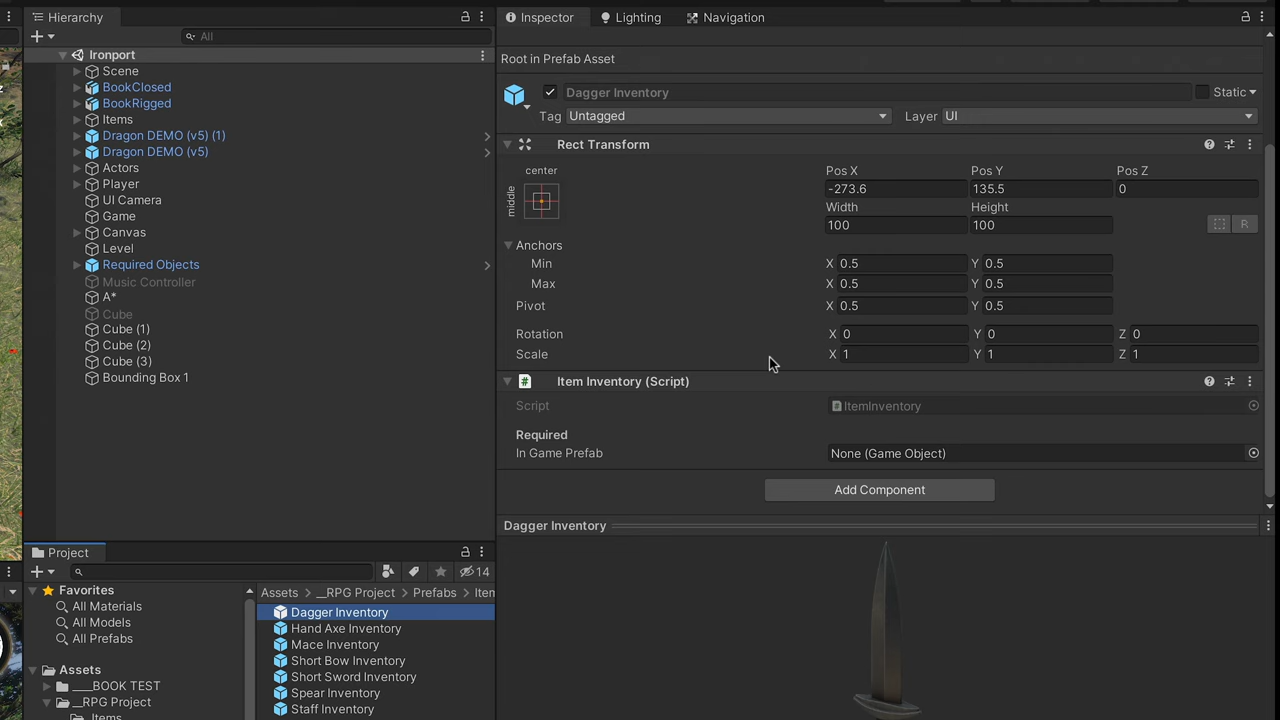 Hierarchy
All
Ironport
Scene
BookClosed
BookRigged
Items
Dragon DEMO (v5) (1)
Dragon DEMO (v5)
Actors
Player
UI Camera
Game
Canvas
Level
Required Objects
Music Controller
A*
Cube
Cube (1)
Cube (2)
Cube (3)
Bounding Box 1
Project
14
Favorites
All Materials
All Models
All Prefabs
Assets
___BOOK TEST
__RPG Project
Items
Assets > __RPG Project > Prefabs > Item
Dagger Inventory
Hand Axe Inventory
Mace Inventory
Short Bow Inventory
Short Sword Inventory
Spear Inventory
Staff Inventory
Inspector Lighting Navigation
Root in Prefab Asset
Dagger Inventory Static
Tag Untagged Layer UI
Rect Transform
center
middle
Pos X Pos Y Pos Z
-273.6 135.5 0
Width Height
100 100
R
Anchors
Min X 0.5 Y 0.5
Max X 0.5 Y 0.5
Pivot X 0.5 Y 0.5
Rotation X 0 Y 0 Z 0
Scale X 1 Y 1 Z 1
# Item Inventory (Script)
Script ItemInventory
Required
In Game Prefab None (Game Object)
Add Component
Dagger Inventory